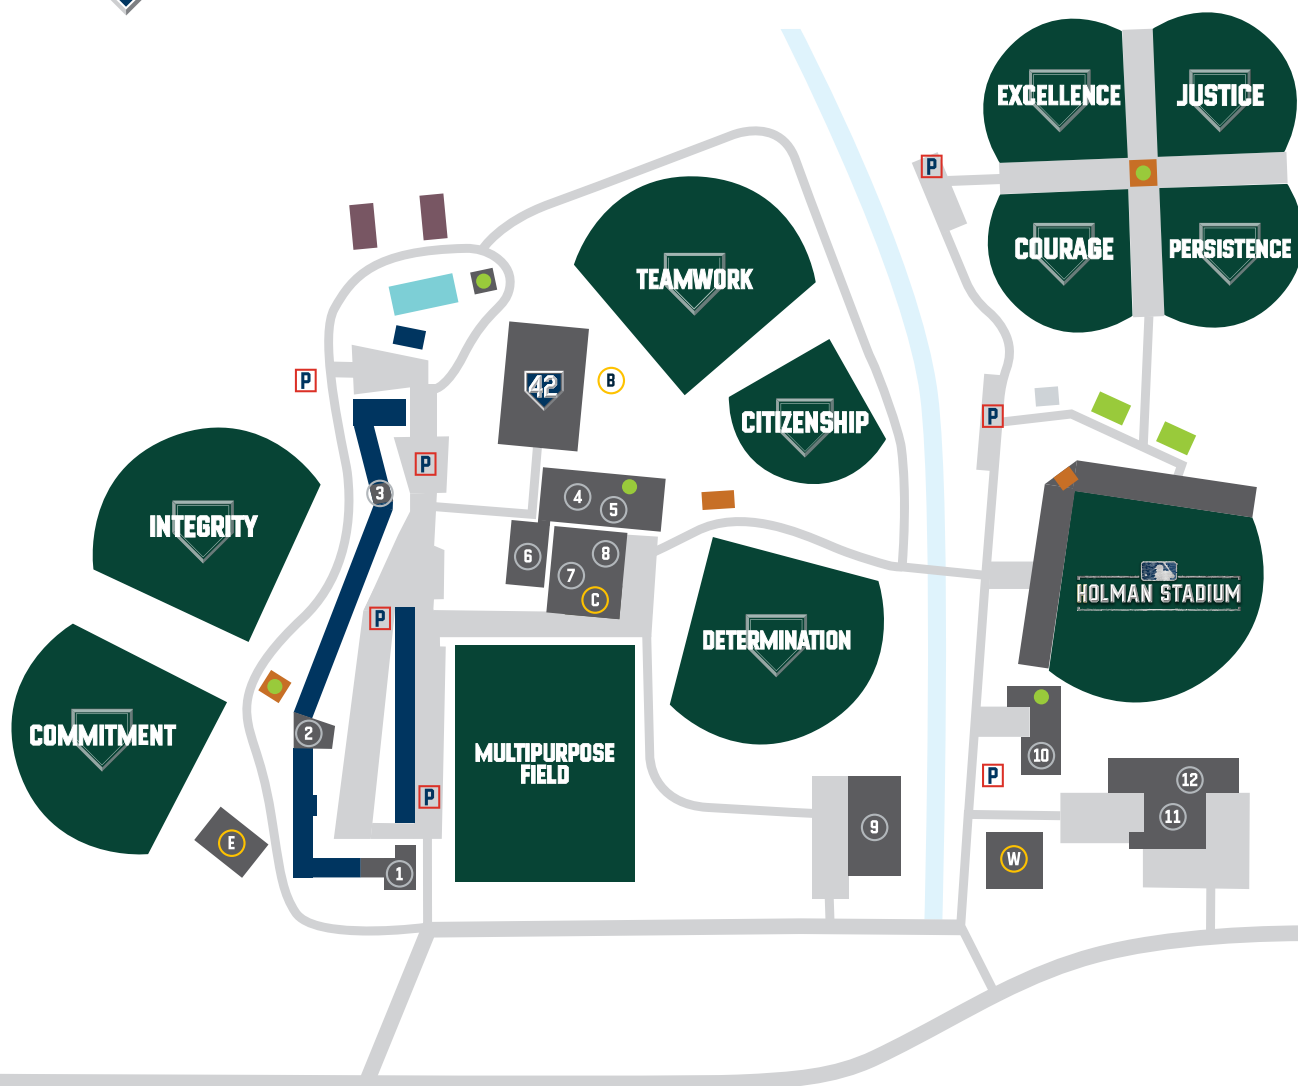 EXCELLENCE
JUSTICE
P
COURAGE
PERSISTENCE
TEAMWORK
P
42
B
CITIZENSHIP
P
P
3
4
5
INTEGRITY
6
8
7
C
HOLMAN STADIUM
P
DETERMINATION
COMMITMENT
2
MULTIPURPOSE
FIELD
10
P
P
12
11
9
E
W
1